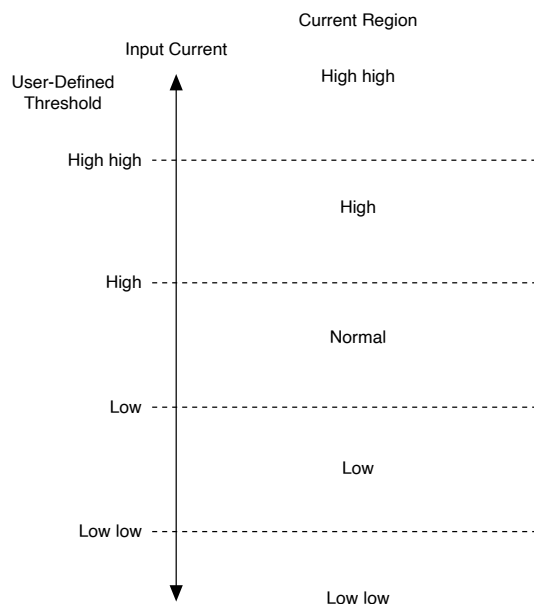 Current Region
Input Current
High high
User-Defined
Threshold
High high
High
High
Normal
Low
Low
Low low
Low low